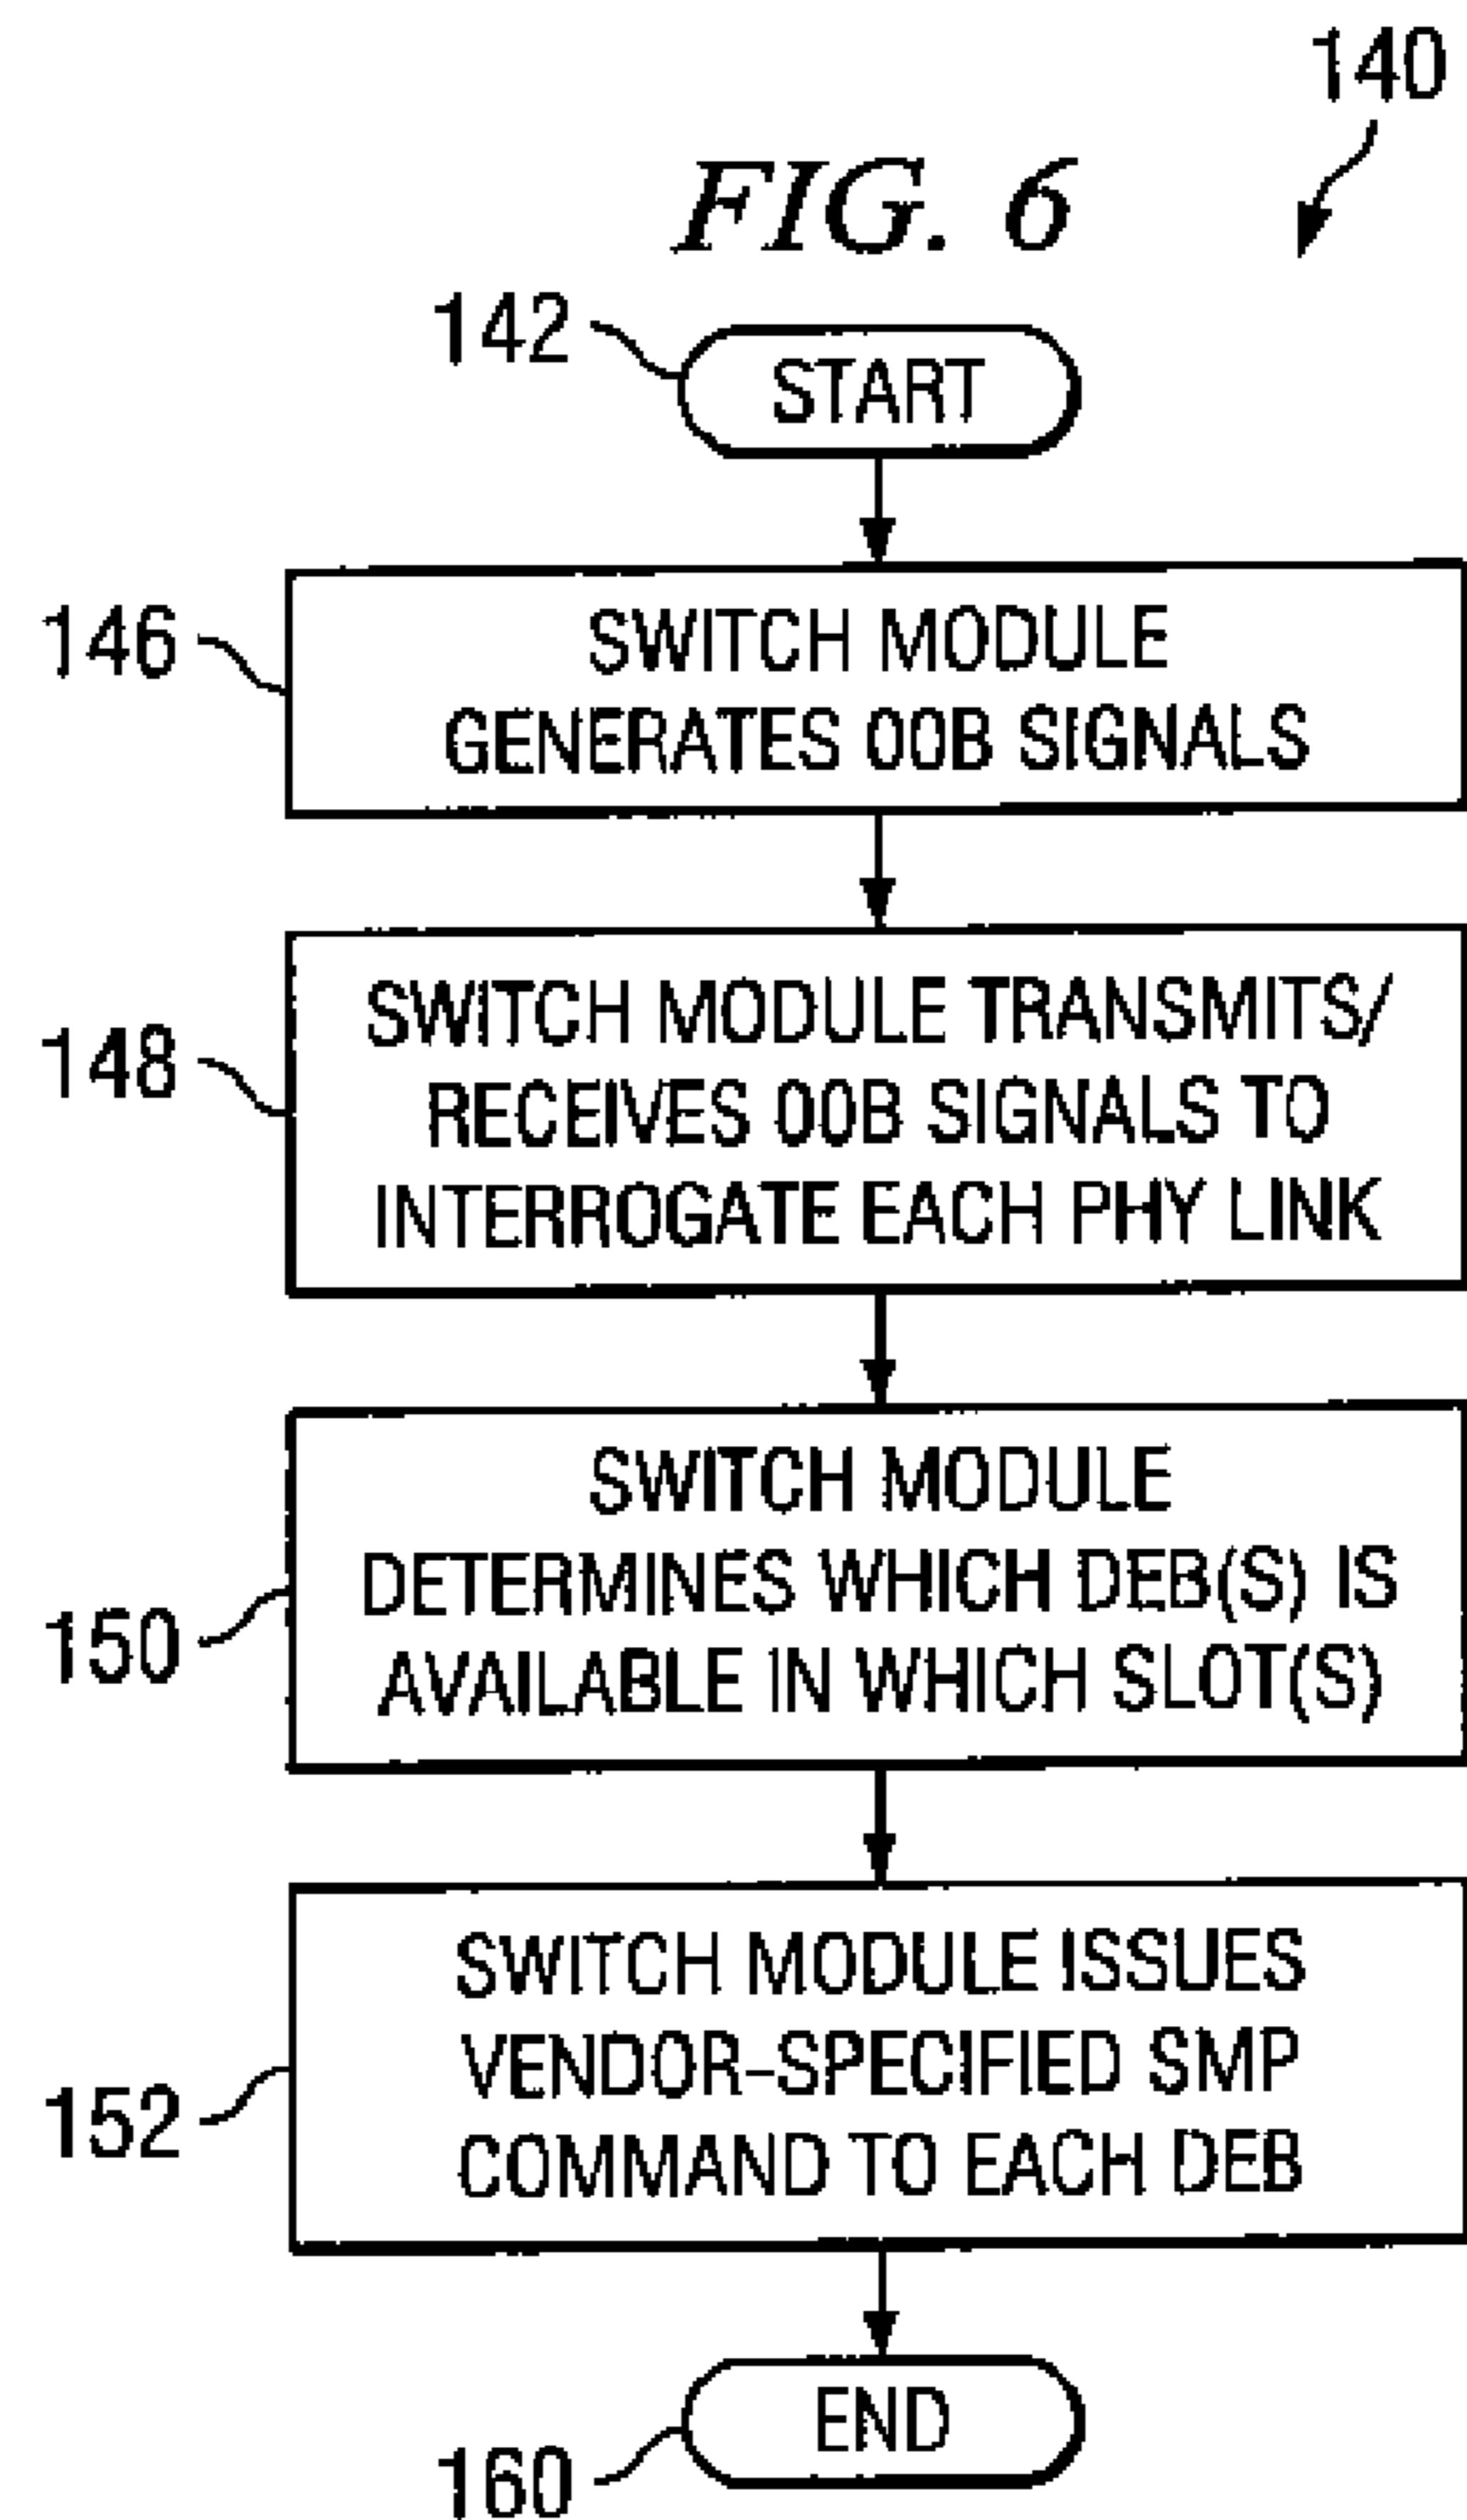 140
FIG. 6
142
START
146
SWITCH MODULE
GENERATES OOB SIGNALS
148
SWITCH MODULE TRANSMITS/
RECEIVES OOB SIGNALS TO
INTERROGATE EACH PHY LINK
150
SWITCH MODULE
DETERMINES WHICH DEB(S) IS
AVAILABLE IN WHICH SLOT(S)
152
SWITCH MODULE ISSUES
VENDOR-SPECIFIED SMP
COMMAND TO EACH DEB
END
160